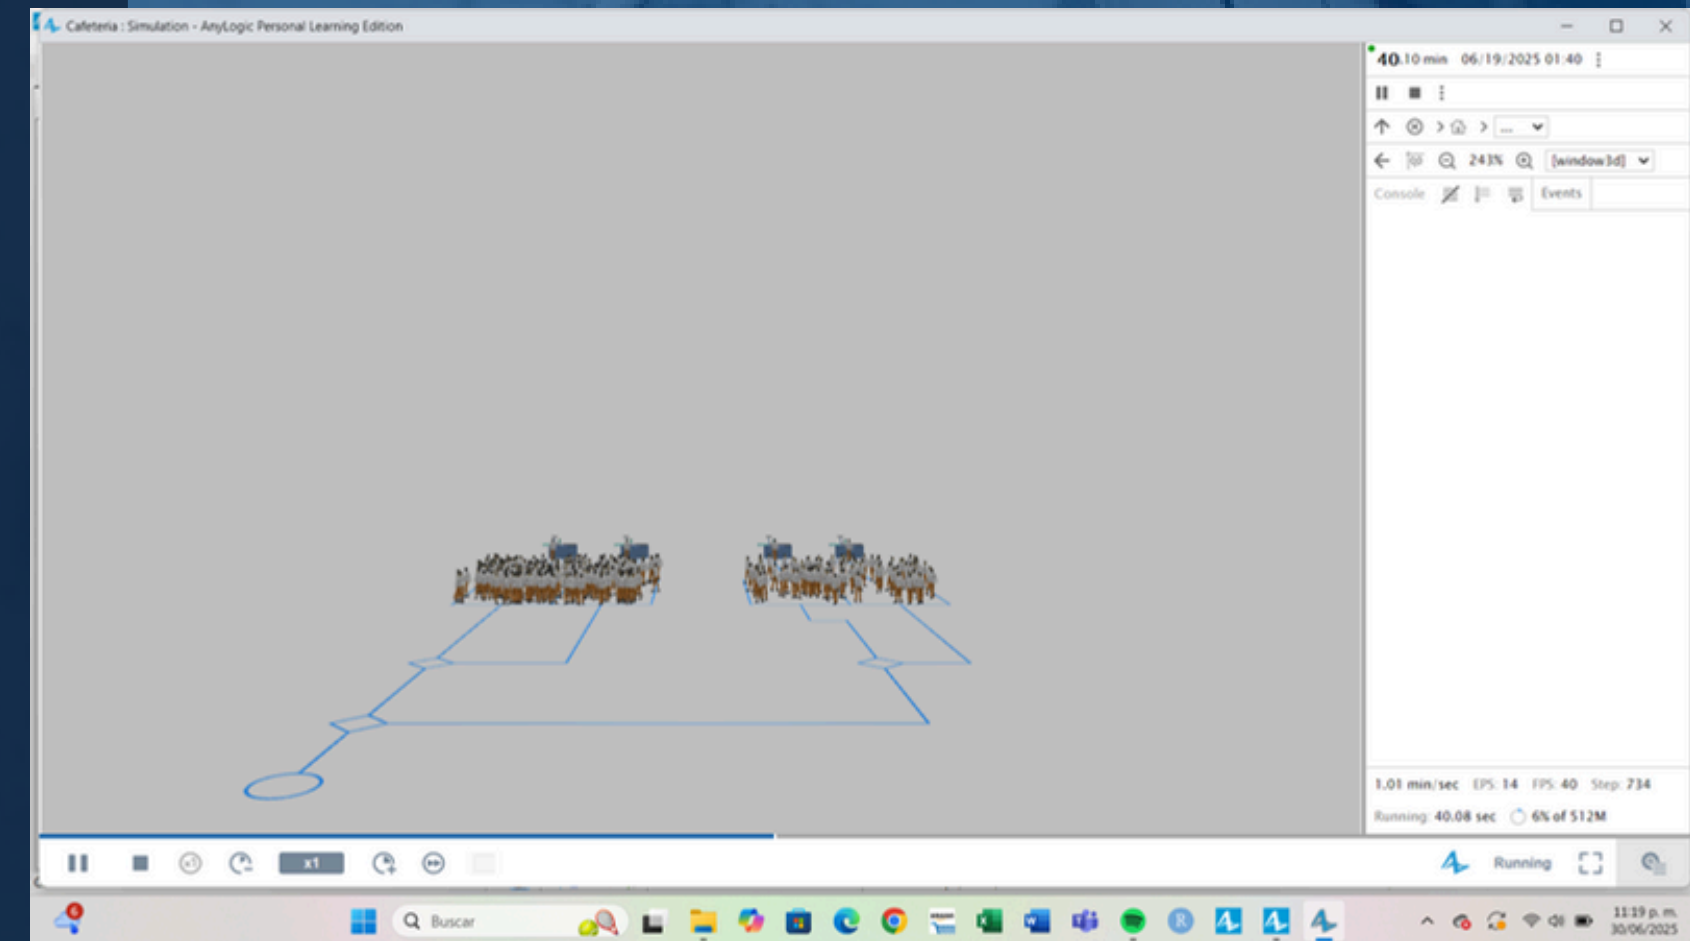 Cafeteria : Simulation - AnyLogic Personal Learning Edition
40.10 min 06/19/2025 01:40
243% [window3d]
Console Events
1.01 min/sec EPS: 14 FPS: 40 Step: 734
Running: 40.08 sec 6% of 512M
x1 Running
6 Buscar
11:19 p. m.
30/06/2025